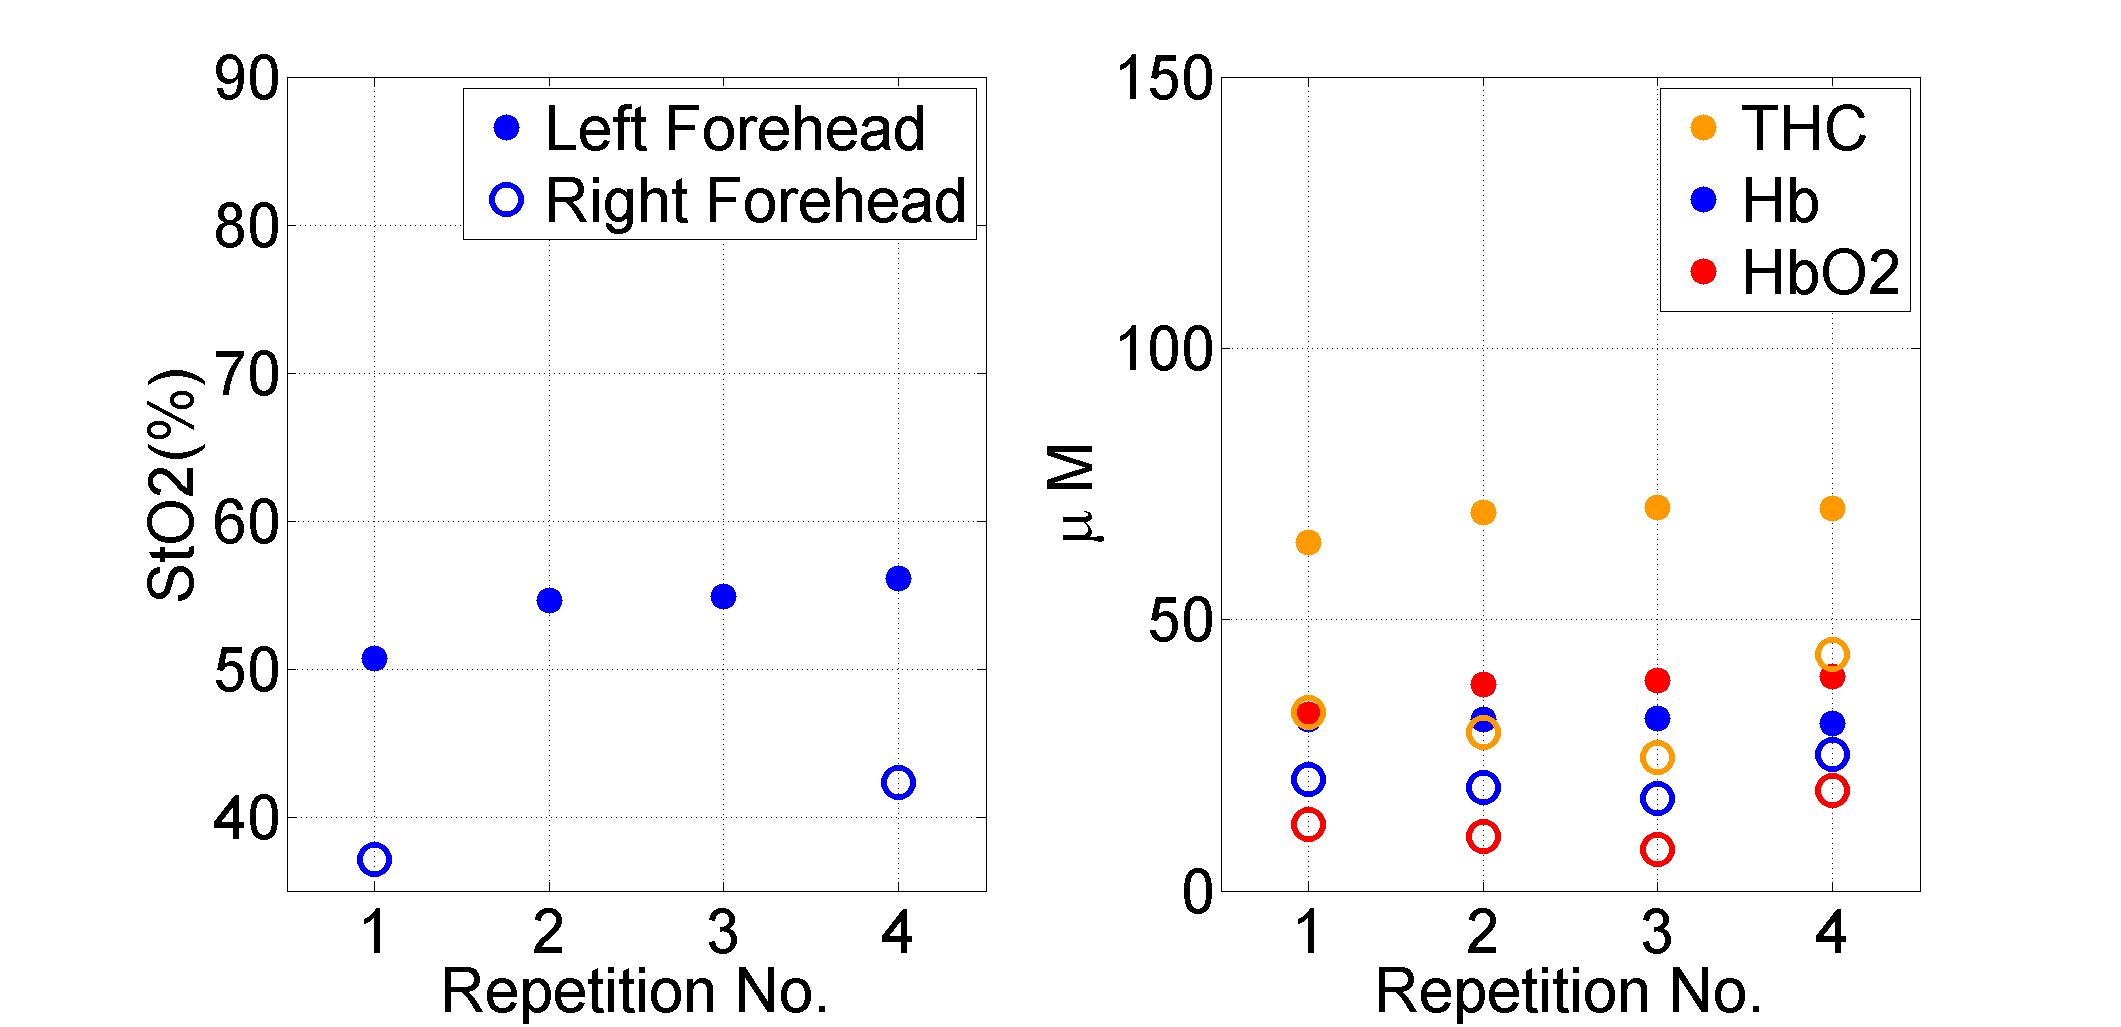 90
80
70
60
50
40
StO2(%)
Left Forehead
Right Forehead
1 2 3 4
Repetition No.
150
100
50
0
μ M
THC
Hb
HbO2
1 2 3 4
Repetition No.